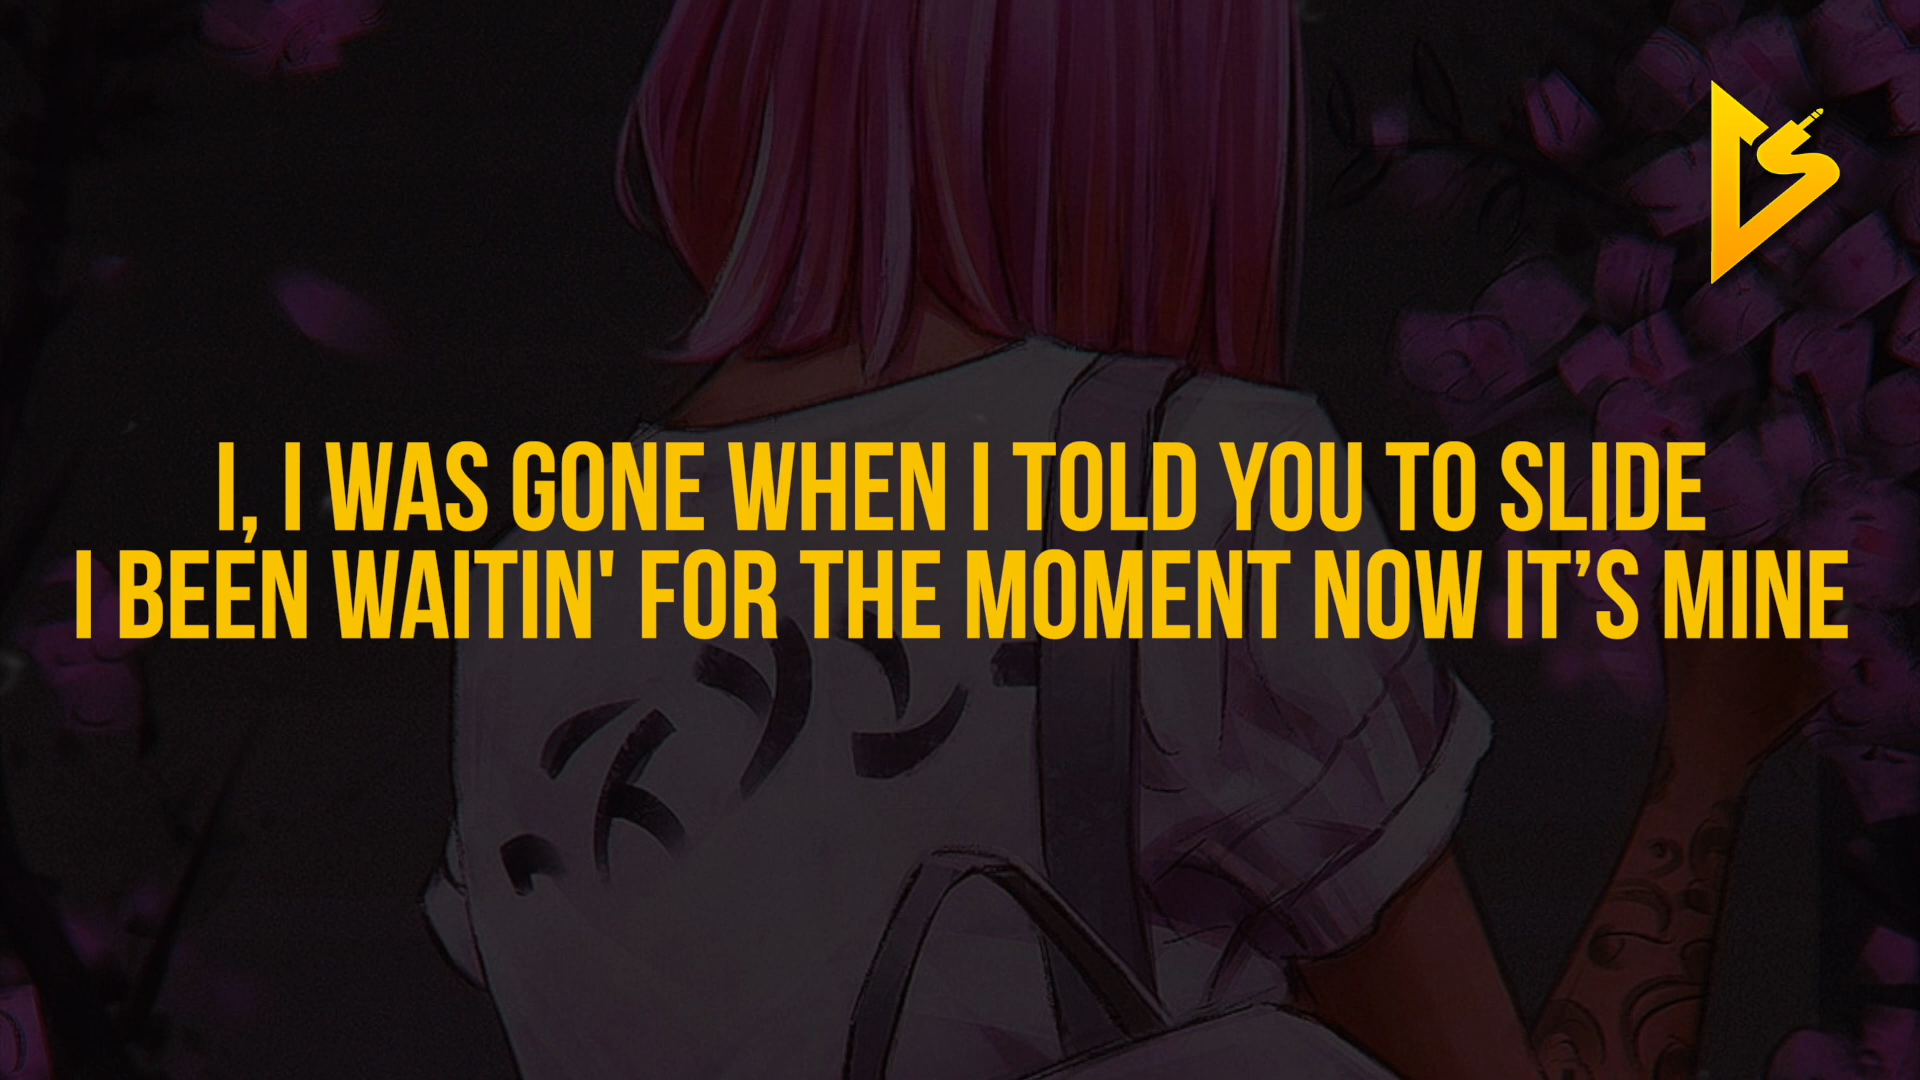 I, I WAS GONE WHEN I TOLD YOU TO SLIDE
I BEEN WAITIN' FOR THE MOMENT NOW IT’S MINE